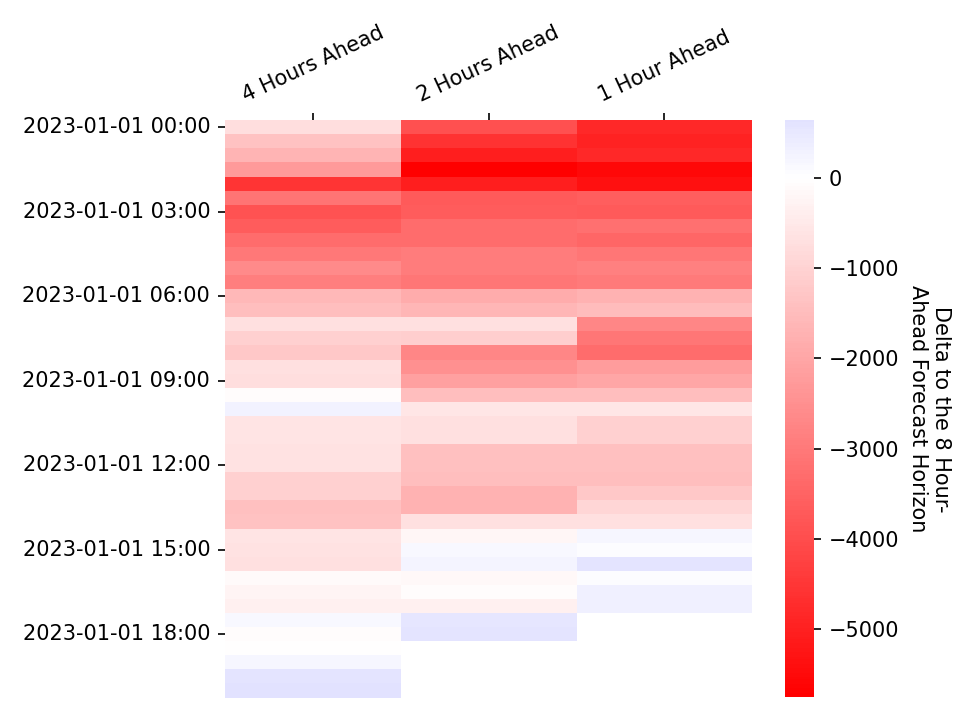 4 Hours Ahead
2 Hours Ahead
1 Hour Ahead
2023-01-01 00:00
2023-01-01 03:00
2023-01-01 06:00
2023-01-01 09:00
2023-01-01 12:00
2023-01-01 15:00
2023-01-01 18:00
0
−1000
−2000
−3000
−4000
−5000
Delta to the 8 Hour-
Ahead Forecast Horizon